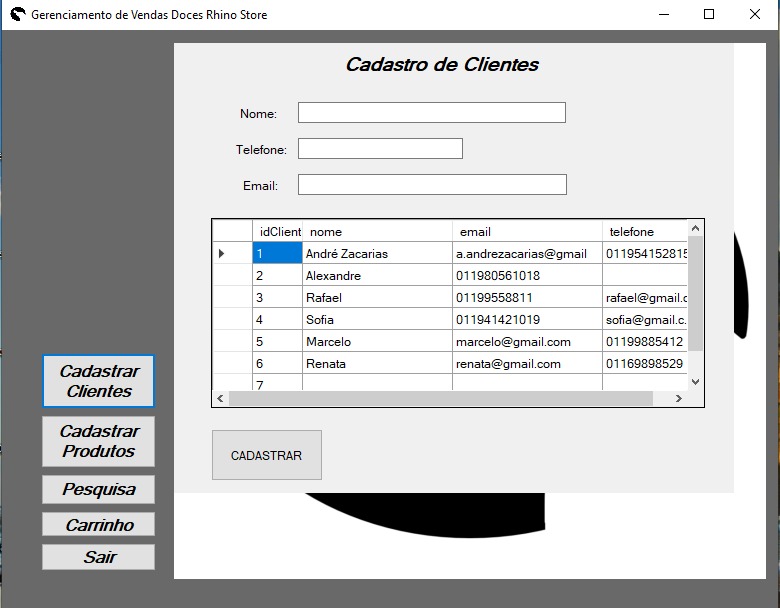 Gerenciamento de Vendas Doces Rhino Store
Cadastro de Clientes
Nome:
Telefone:
Email:
idClient nome email telefone
1 André Zacarias a.andrezacarias@gmail 011954152815
2 Alexandre 011980561018
3 Rafael 01199558811 rafael@gmail.c
4 Sofia 011941421019 sofia@gmail.c.
5 Marcelo marcelo@gmail.com 01199885412
6 Renata renata@gmail.com 01169898529
7
CADASTRAR
Cadastrar
Clientes
Cadastrar
Produtos
Pesquisa
Carrinho
Sair